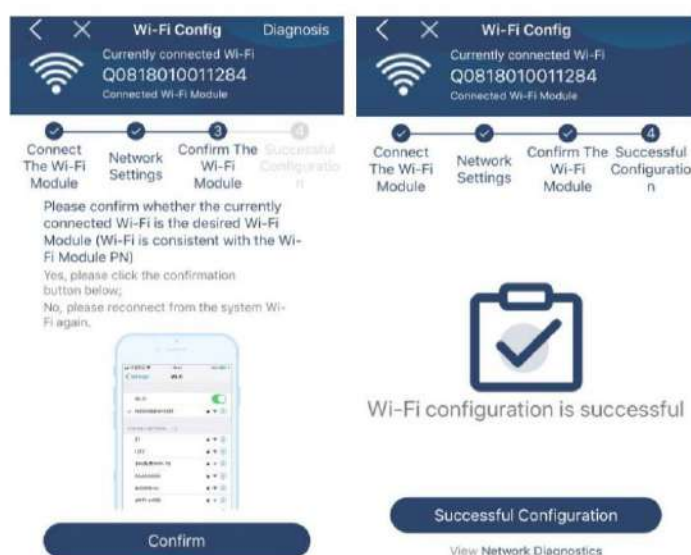 Wi-Fi Config
Diagnosis
Currently connected Wi-Fi
Q0818010011284
Connected Wi-Fi Module
3
4
Connect
The Wi-Fi
Module
Network
Settings
Confirm The
Wi-Fi
Module
Successful
Configuratio
n
Please confirm whether the currently
connected Wi-Fi is the desired Wi-Fi
Module (Wi-Fi is consistent with the Wi-
Fi Module PN)
Yes, please click the confirmation
button below;
No, please reconnect from the system Wi-
Fi again.
Confirm
Wi-Fi Config
Currently connected Wi-Fi
Q0818010011284
Connected Wi-Fi Module
4
Connect
The Wi-Fi
Module
Network
Settings
Confirm The
Wi-Fi
Module
Successful
Configuratio
n
Wi-Fi configuration is successful
Successful Configuration
View Network Diagnostics